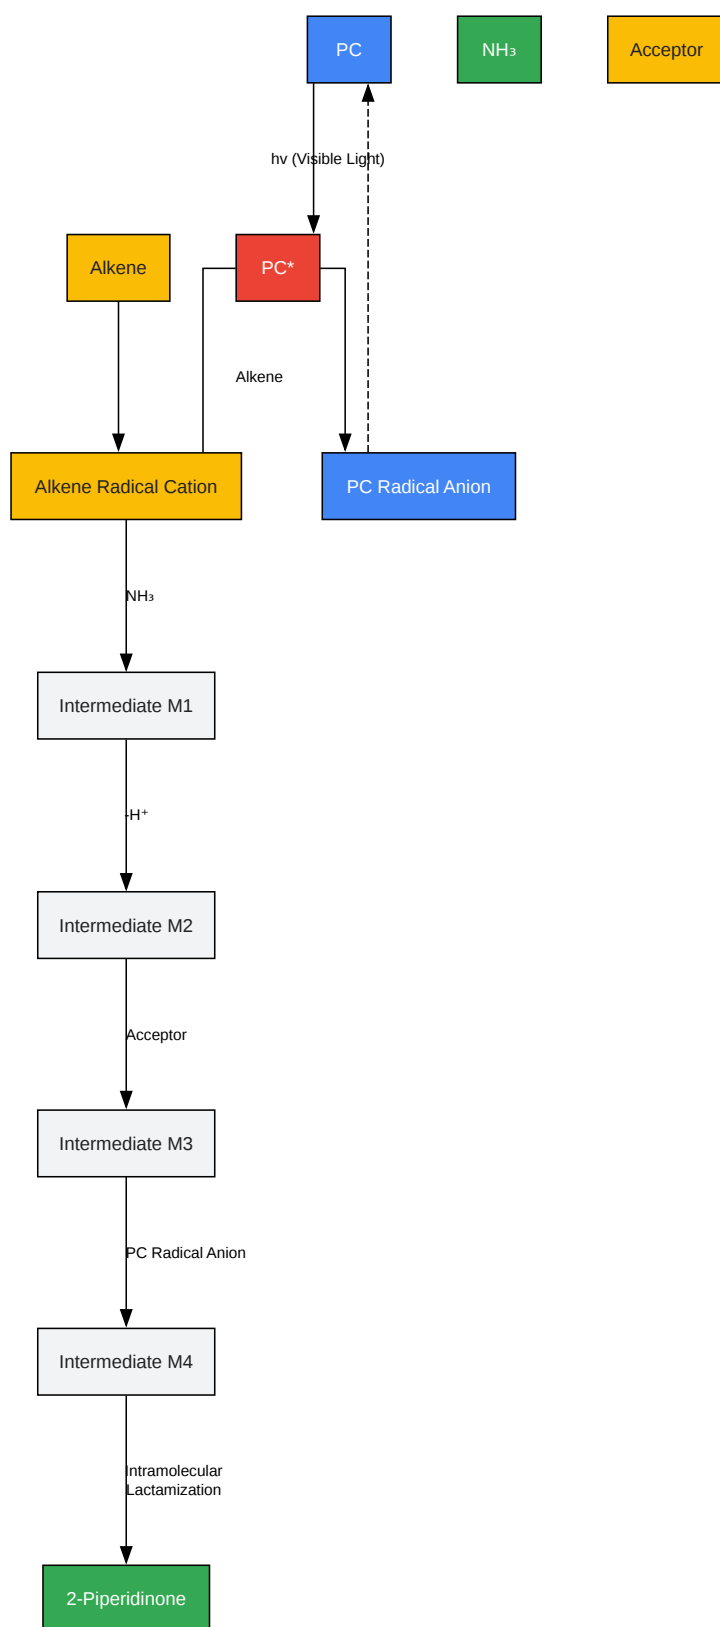 PC
NH₃
Acceptor
hv (Visible Light)
Alkene
PC*
Alkene
Alkene Radical Cation
PC Radical Anion
NH₃
Intermediate M1
-H⁺
Intermediate M2
Acceptor
Intermediate M3
PC Radical Anion
Intermediate M4
Intramolecular
Lactamization
2-Piperidinone